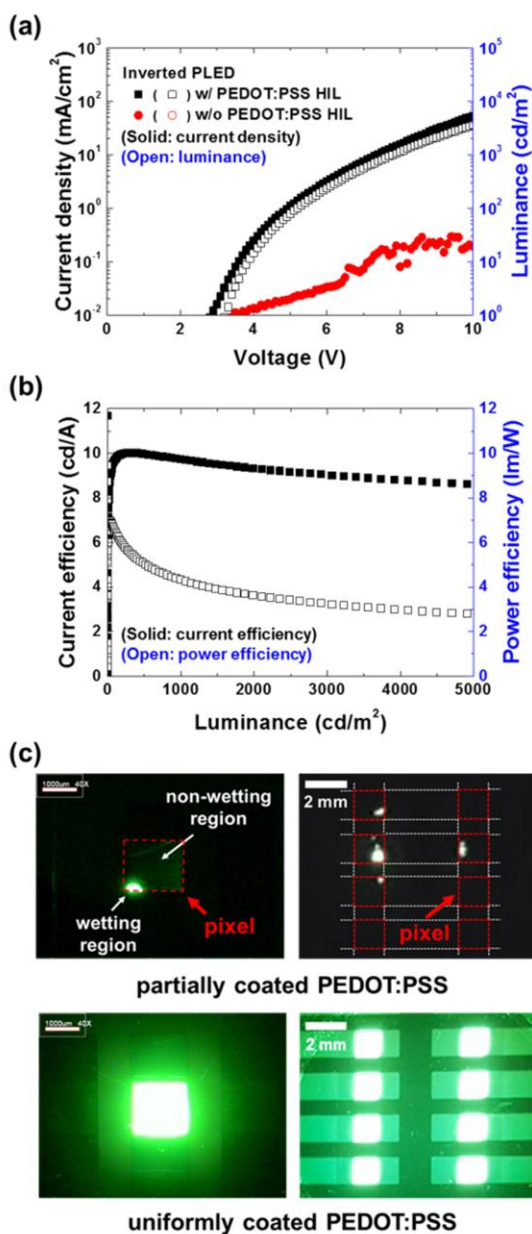 (a)
10³
10²
10¹
10⁰
10⁻¹
10⁻²
Current density (mA/cm²)
Inverted PLED
■ ( □ ) w/ PEDOT:PSS HIL
● ( ○ ) w/o PEDOT:PSS HIL
(Solid: current density)
(Open: luminance)
10⁵
10⁴
10³
10²
10¹
10⁰
Luminance (cd/m²)
0 2 4 6 8 10
Voltage (V)
(b)
12
10
8
6
4
2
0
Current efficiency (cd/A)
(Solid: current efficiency)
(Open: power efficiency)
12
10
8
6
4
2
0
Power efficiency (lm/W)
0 1000 2000 3000 4000 5000
Luminance (cd/m²)
(c)
1000um 40X
non-wetting
region
wetting
region
pixel
2 mm
pixel
partially coated PEDOT:PSS
1000um 40X
2 mm
uniformly coated PEDOT:PSS